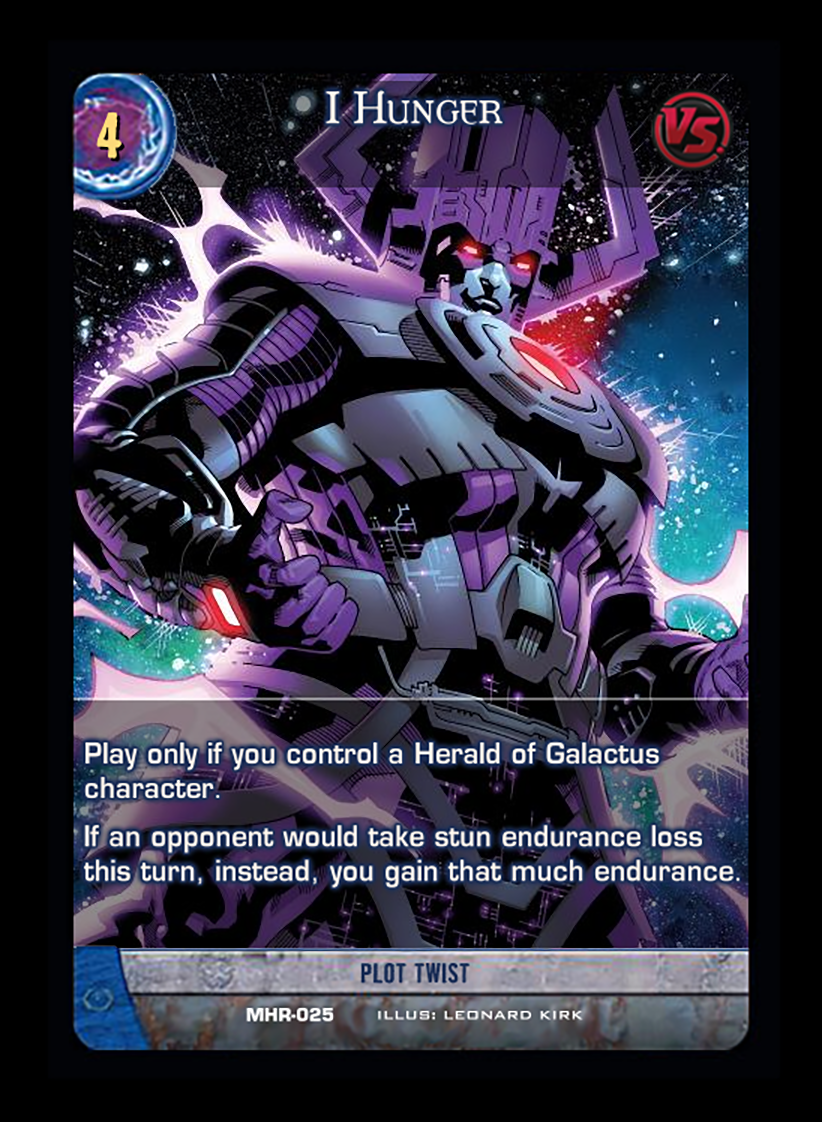 4
I Hunger
VS.
Play only if you control a Herald of Galactus
character.
If an opponent would take stun endurance loss
this turn, instead, you gain that much endurance.
PLOT TWIST
MHR-025 ILLUS: LEONARD KIRK